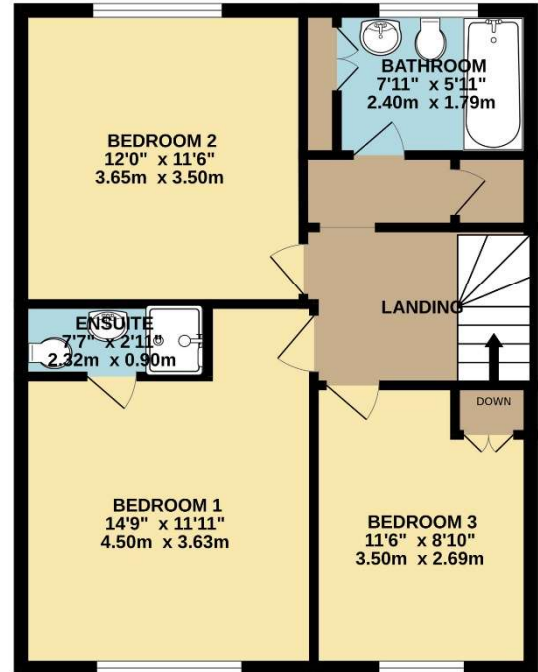 BATHROOM
7'11" x 5'11"
2.40m x 1.79m
BEDROOM 2
12'0" x 11'6"
3.65m x 3.50m
LANDING
ENSUITE
7'7" x 2'11"
2.32m x 0.90m
DOWN
BEDROOM 1
14'9" x 11'11"
4.50m x 3.63m
BEDROOM 3
11'6" x 8'10"
3.50m x 2.69m